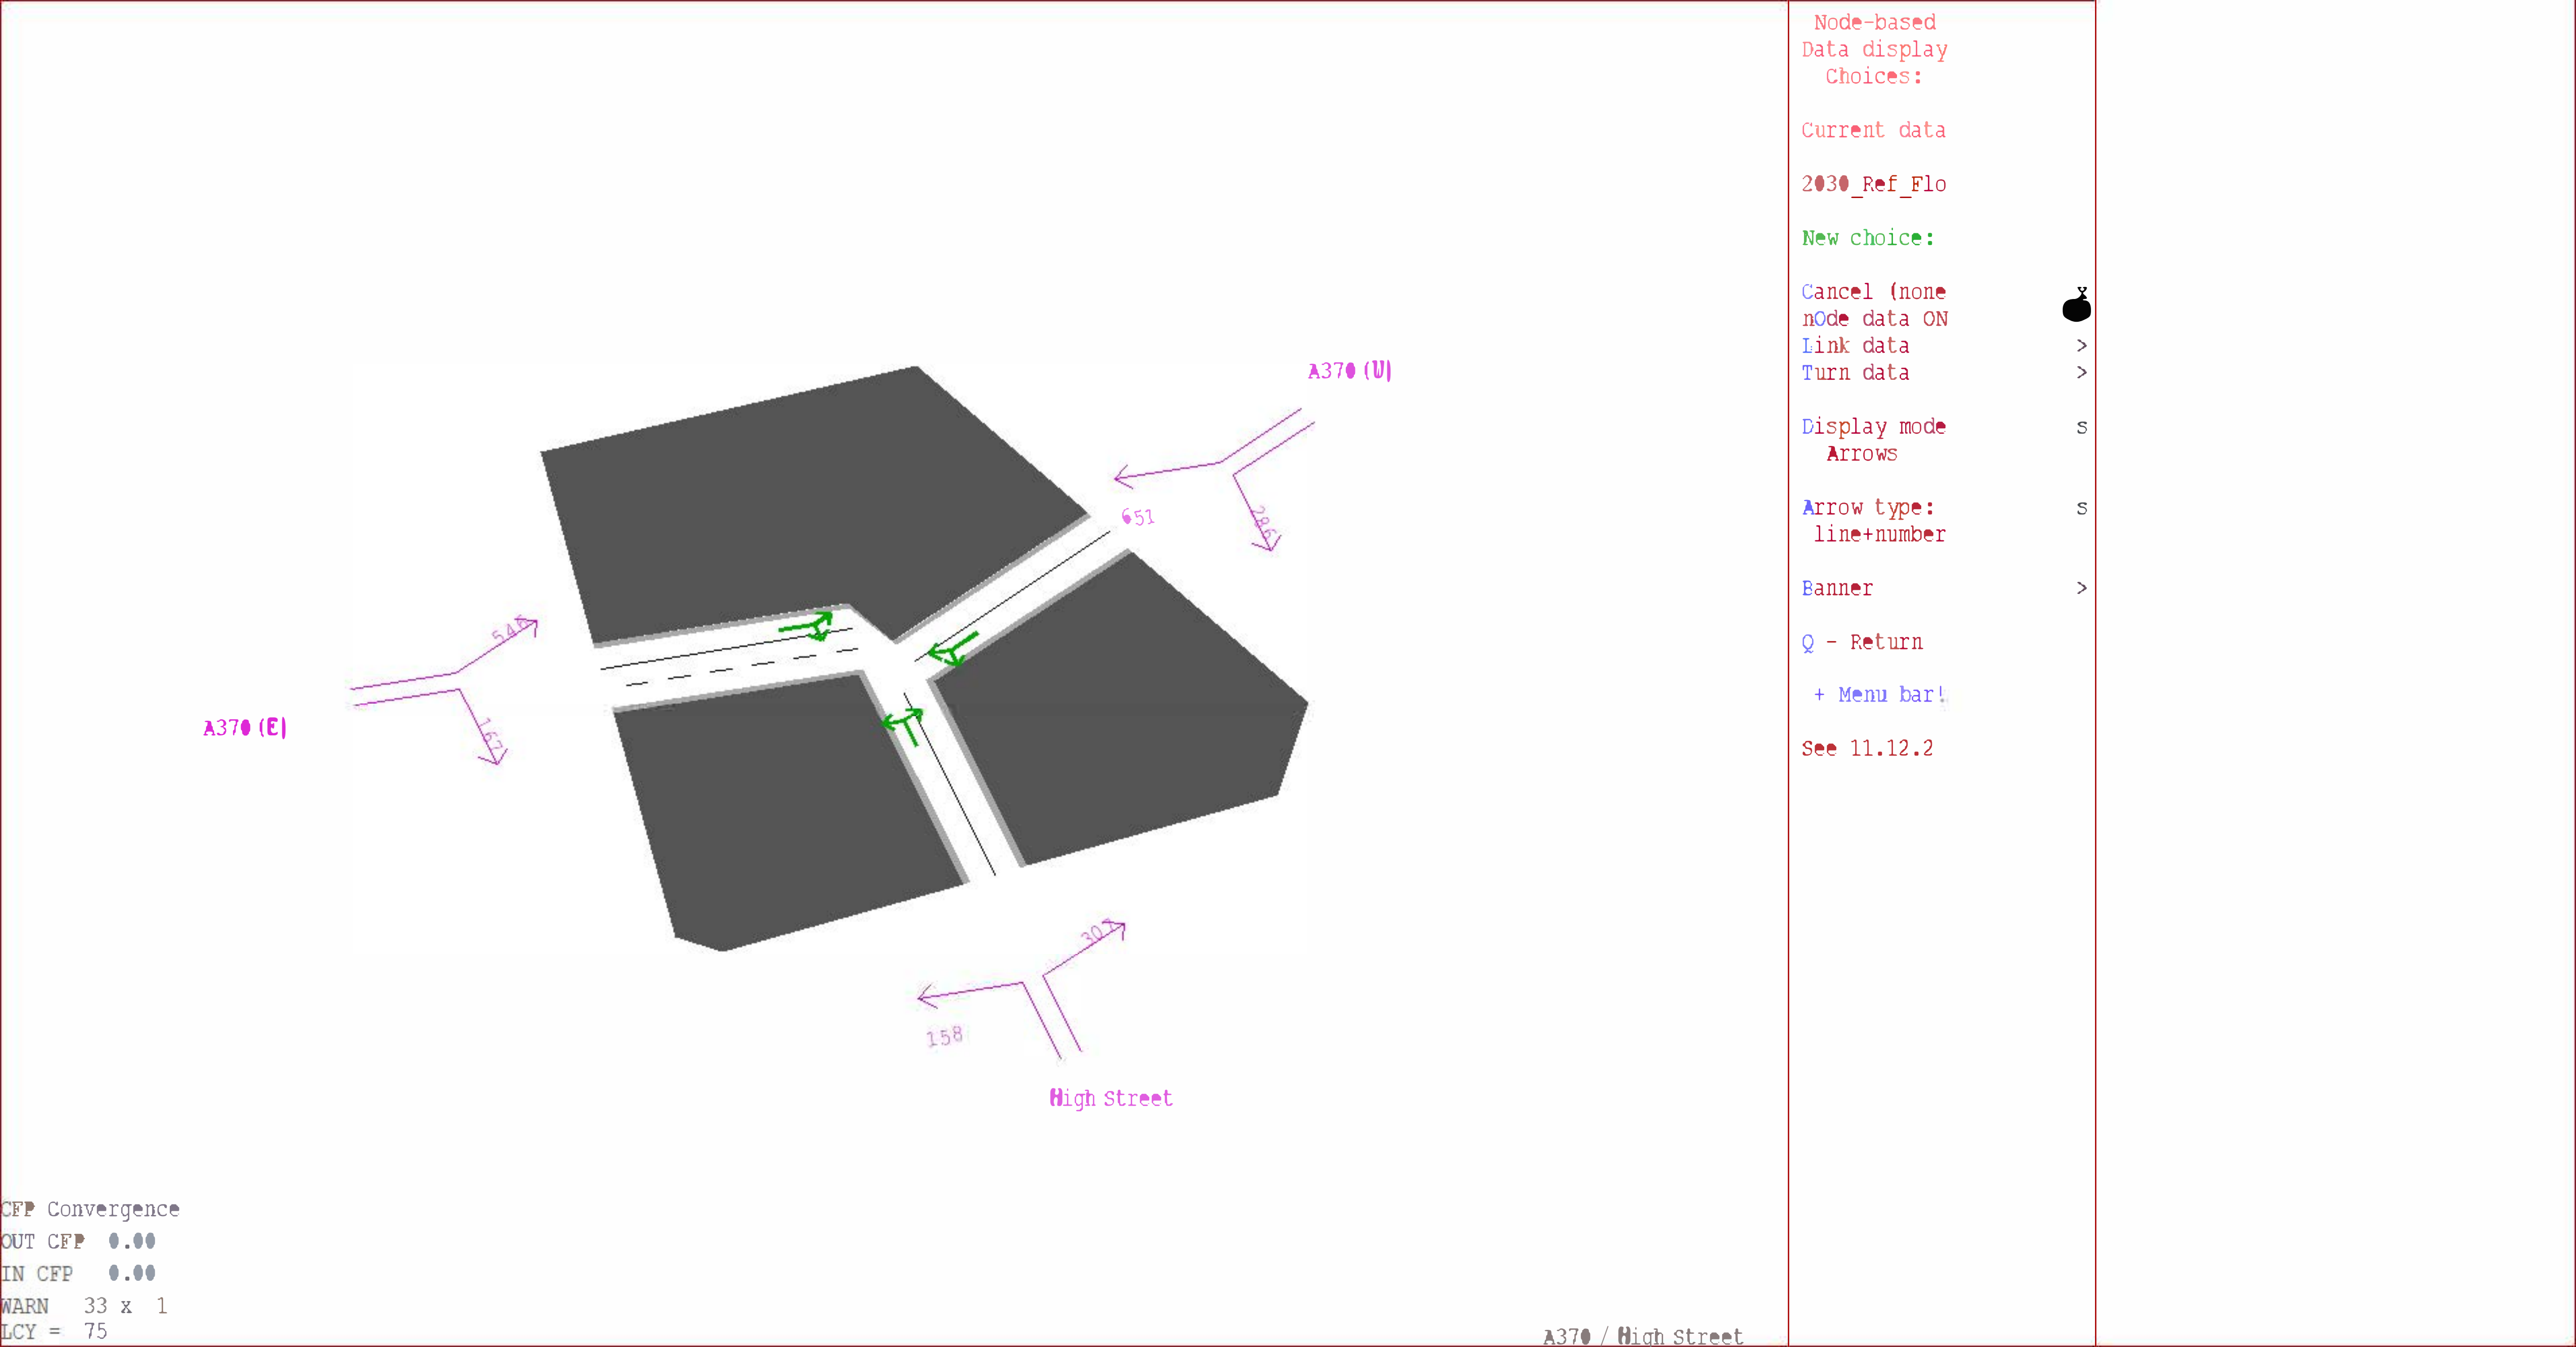 Node-based
Data display
Choices:
Current data
2030_Ref_Flo
New choice:
Cancel (none x
nOde data ON
Link data >
Turn data >
Display mode s
Arrows
Arrow type: s
line+number
Banner >
Q - Return
+ Menu bar!
See 11.12.2
A370 (W)
651
286
546
167
A370 (E)
307
158
High Street
CFP Convergence
OUT CFP 0.00
IN CFP 0.00
WARN 33 x 1
LCY = 75
A370 / High Street